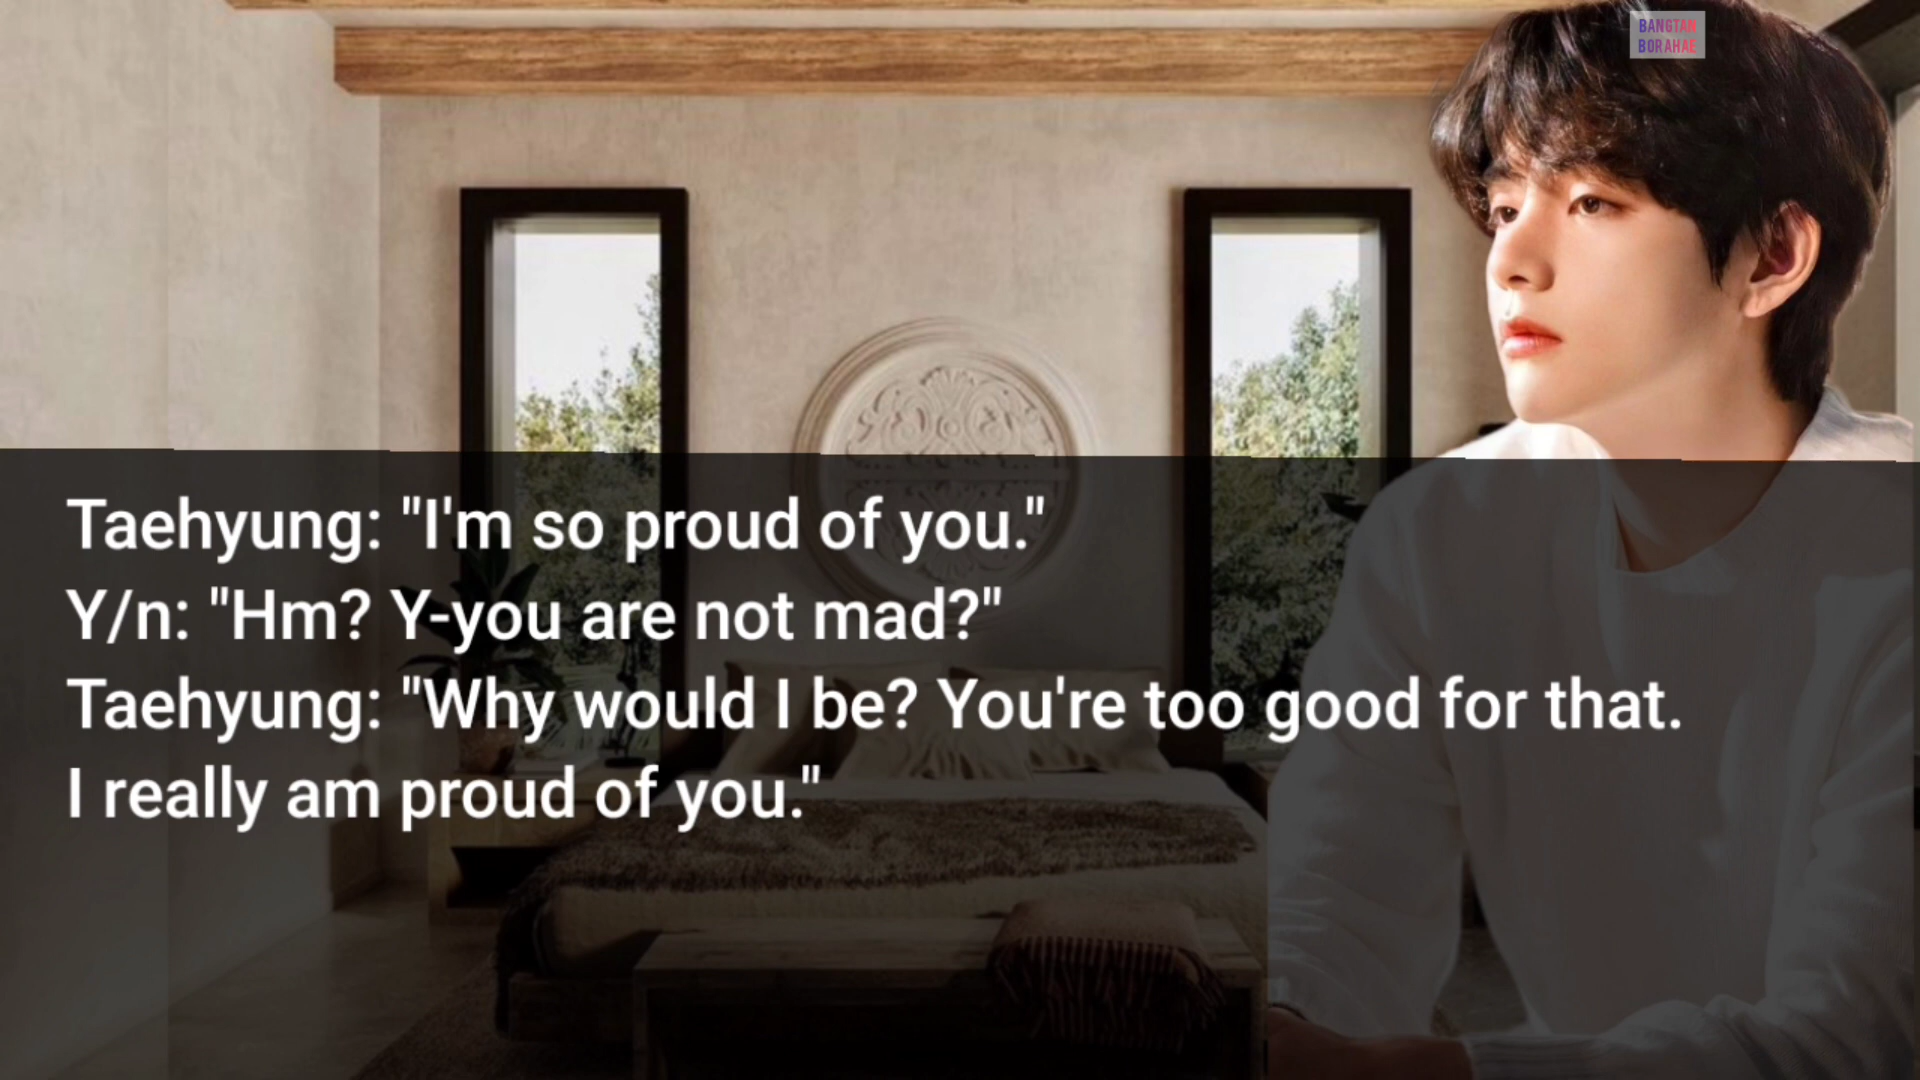 BANGTAN
BORAHAE
Taehyung: "I'm so proud of you."
Y/n: "Hm? Y-you are not mad?"
Taehyung: "Why would I be? You're too good for that.
I really am proud of you."